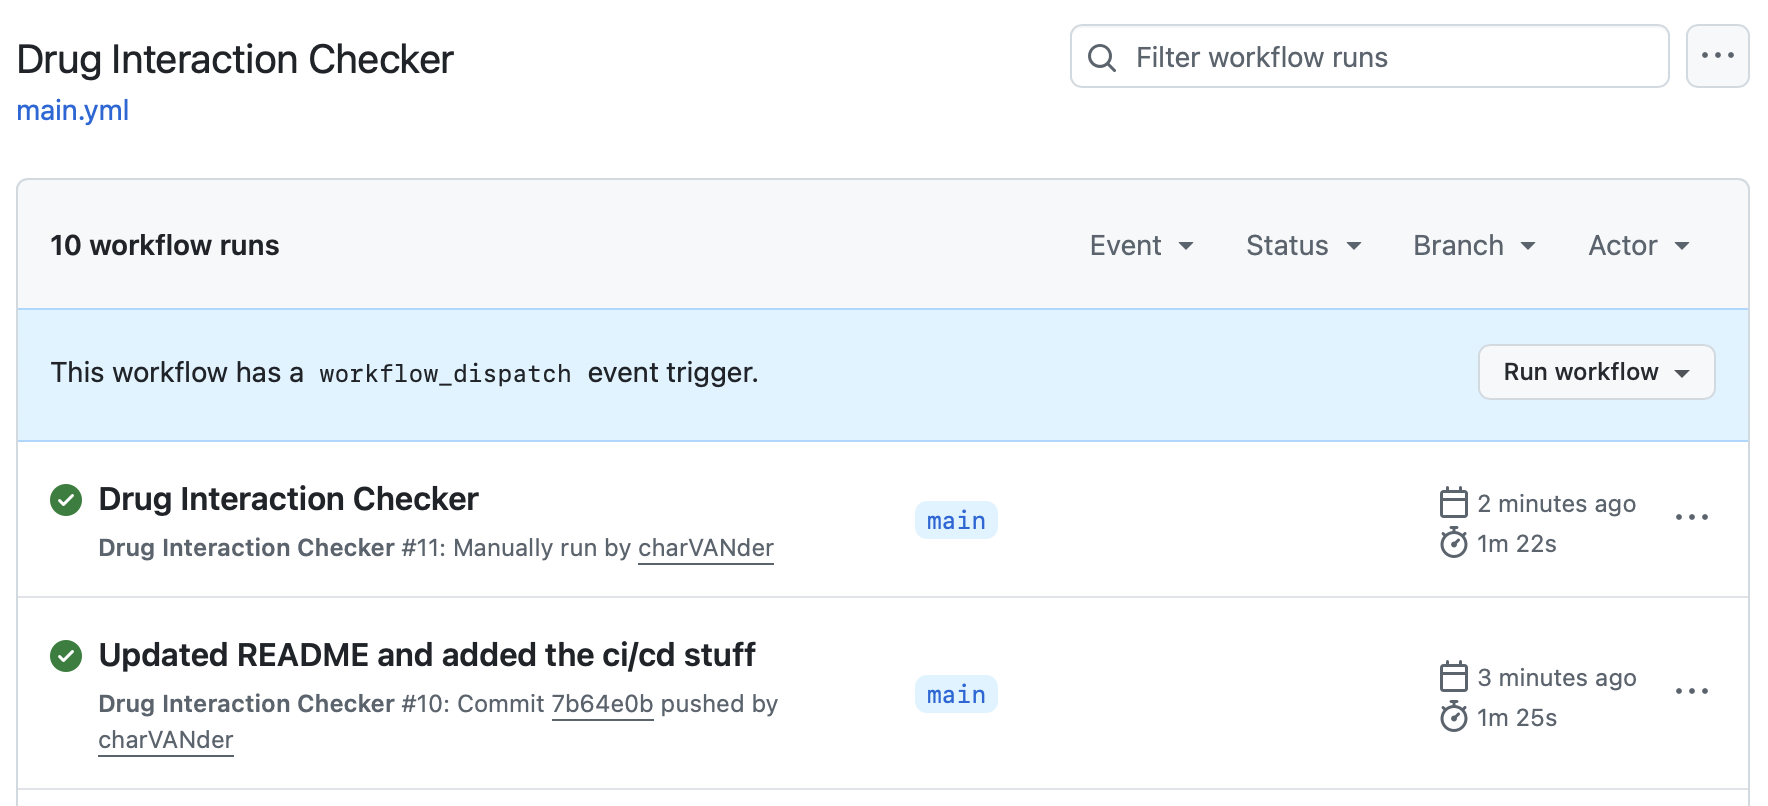 Drug Interaction Checker
Filter workflow runs
main.yml
10 workflow runs
Event
Status
Branch
Actor
This workflow has a workflow_dispatch event trigger.
Run workflow
Drug Interaction Checker
Drug Interaction Checker #11: Manually run by charVANder
main
2 minutes ago
1m 22s
Updated README and added the ci/cd stuff
Drug Interaction Checker #10: Commit 7b64e0b pushed by
charVANder
main
3 minutes ago
1m 25s